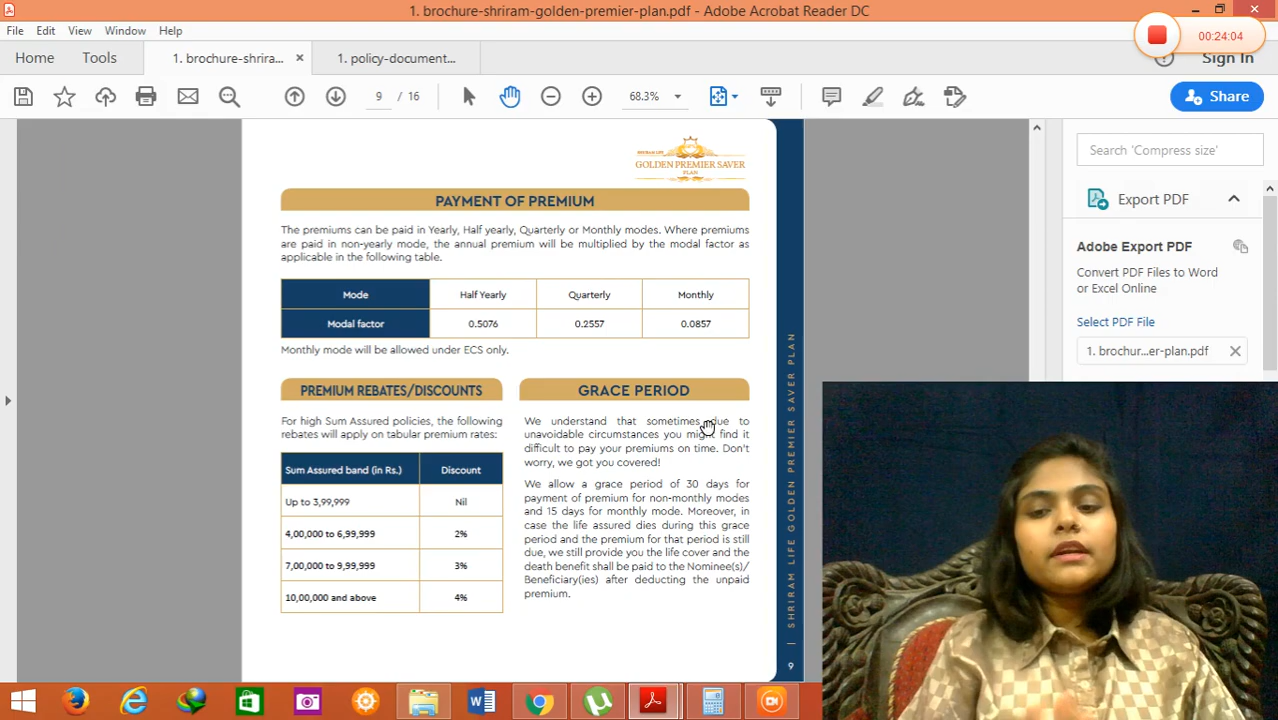 1. brochure-shriram-golden-premier-plan.pdf - Adobe Acrobat Reader DC
00:24:04
File Edit View Window Help
Home Tools 1. brochure-shrira... × 1. policy-document... Sign In
9 / 16 68.3% Share
SHRIRAM LIFE
GOLDEN PREMIER SAVER
PLAN
PAYMENT OF PREMIUM
The premiums can be paid in Yearly, Half yearly, Quarterly or Monthly modes. Where premiums
are paid in non-yearly mode, the annual premium will be multiplied by the modal factor as
applicable in the following table.
Mode Half Yearly Quarterly Monthly
Modal factor 0.5076 0.2557 0.0857
Monthly mode will be allowed under ECS only.
PREMIUM REBATES/DISCOUNTS
For high Sum Assured policies, the following
rebates will apply on tabular premium rates:
Sum Assured band (in Rs.) Discount
Up to 3,99,999 Nil
4,00,000 to 6,99,999 2%
7,00,000 to 9,99,999 3%
10,00,000 and above 4%
GRACE PERIOD
We understand that sometimes due to
unavoidable circumstances you might find it
difficult to pay your premiums on time. Don't
worry, we got you covered!
We allow a grace period of 30 days for
payment of premium for non-monthly modes
and 15 days for monthly mode. Moreover, in
case the life assured dies during this grace
period and the premium for that period is still
due, we still provide you the life cover and the
death benefit shall be paid to the Nominee(s)/
Beneficiary(ies) after deducting the unpaid
premium.
SHRIRAM LIFE GOLDEN PREMIER SAVER PLAN
9
Search 'Compress size'
Export PDF
Adobe Export PDF
Convert PDF Files to Word
or Excel Online
Select PDF File
1. brochur...er-plan.pdf